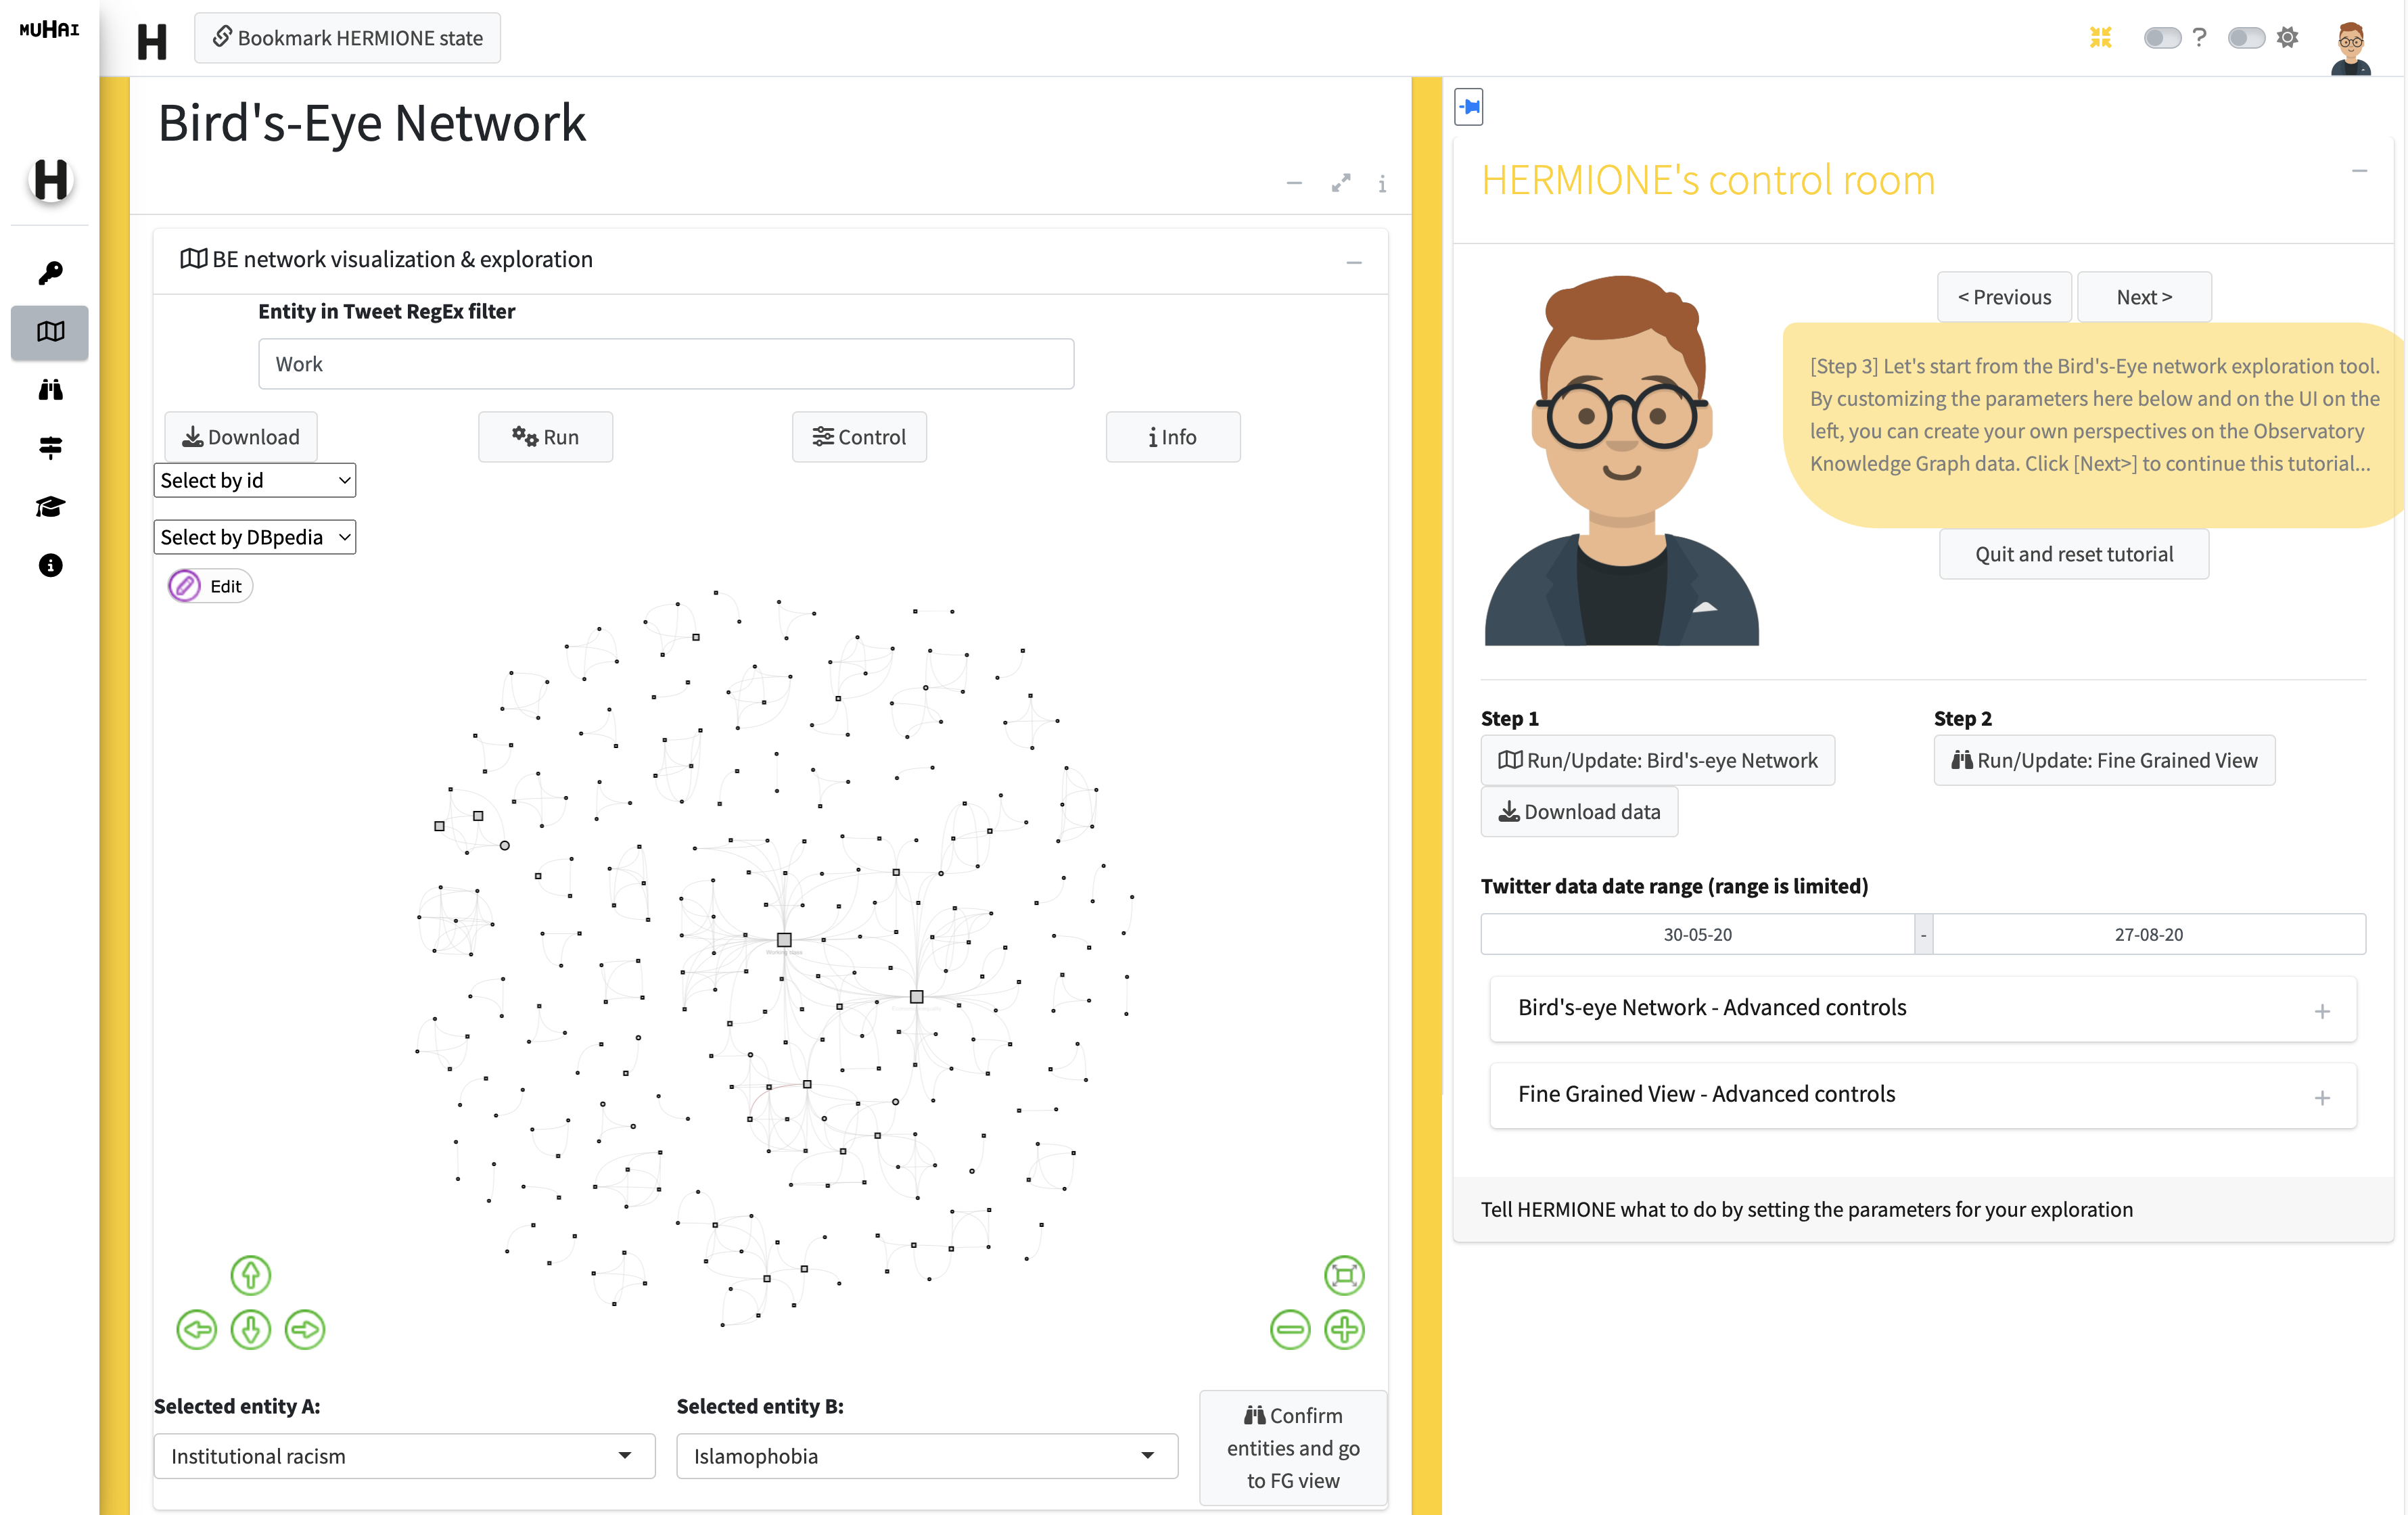 MUHAI
H
Bookmark HERMIONE state
?
H
Bird's-Eye Network
i
BE network visualization & exploration
Entity in Tweet RegEx filter
Work
Download
Run
Control
i Info
Select by id
Select by DBpedia
Edit
Selected entity A:
Institutional racism
Selected entity B:
Islamophobia
Confirm
entities and go
to FG view
HERMIONE's control room
< Previous
Next >
[Step 3] Let's start from the Bird's-Eye network exploration tool.
By customizing the parameters here below and on the UI on the
left, you can create your own perspectives on the Observatory
Knowledge Graph data. Click [Next>] to continue this tutorial...
Quit and reset tutorial
Step 1
Run/Update: Bird's-eye Network
Download data
Step 2
Run/Update: Fine Grained View
Twitter data date range (range is limited)
30-05-20
-
27-08-20
Bird's-eye Network - Advanced controls
Fine Grained View - Advanced controls
Tell HERMIONE what to do by setting the parameters for your exploration